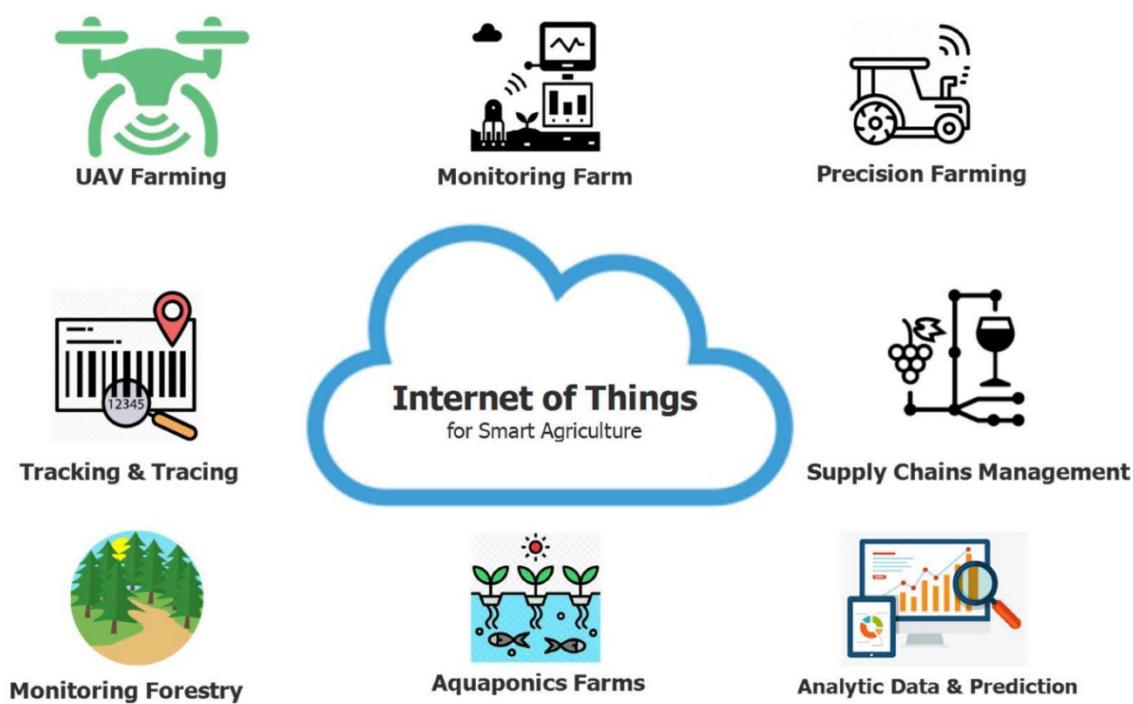 UAV Farming
Monitoring Farm
Precision Farming
Internet of Things
for Smart Agriculture
12345
Tracking & Tracing
Supply Chains Management
Monitoring Forestry
Aquaponics Farms
Analytic Data & Prediction